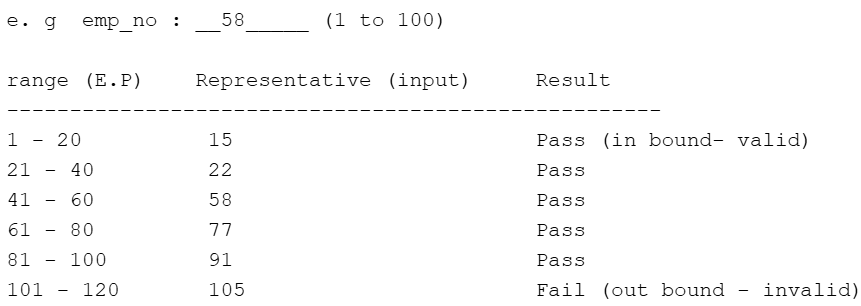 e. g emp_no : __58_____ (1 to 100)
range (E.P) Representative (input) Result
----------------------------------------------------
1 - 20 15 Pass (in bound- valid)
21 - 40 22 Pass
41 - 60 58 Pass
61 - 80 77 Pass
81 - 100 91 Pass
101 - 120 105 Fail (out bound - invalid)